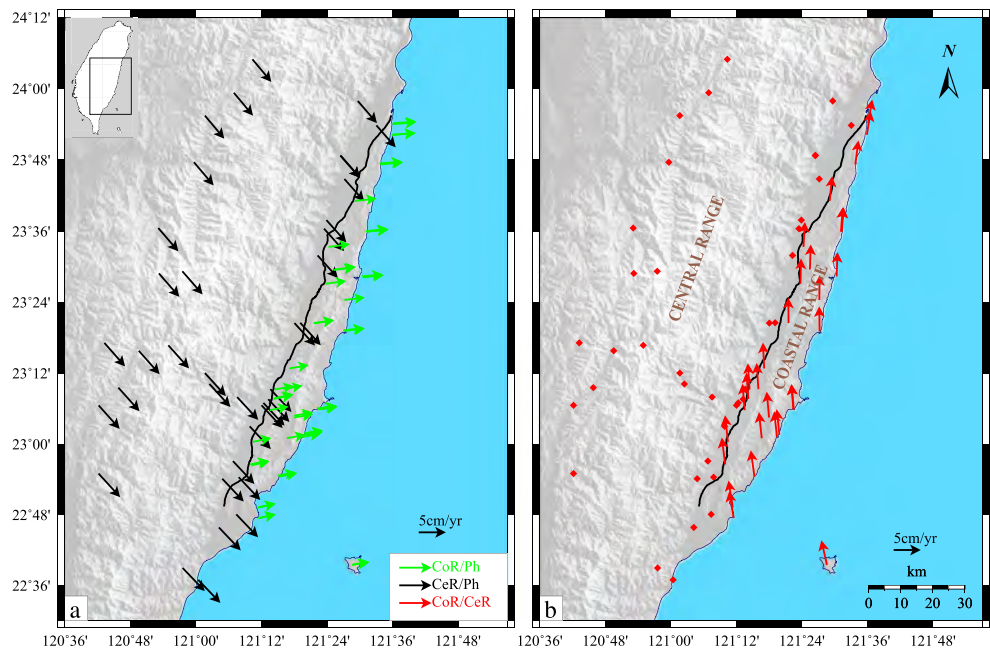 24°12'
24°00'
23°48'
23°36'
23°24'
23°12'
23°00'
22°48'
22°36'
5cm/yr
CoR/Ph
CeR/Ph
CoR/CeR
a
120°36'
120°48'
121°00'
121°12'
121°24'
121°36'
121°48'
N
CENTRAL RANGE
COASTAL RANGE
5cm/yr
km
0 10 20 30
b
120°36'
120°48'
121°00'
121°12'
121°24'
121°36'
121°48'